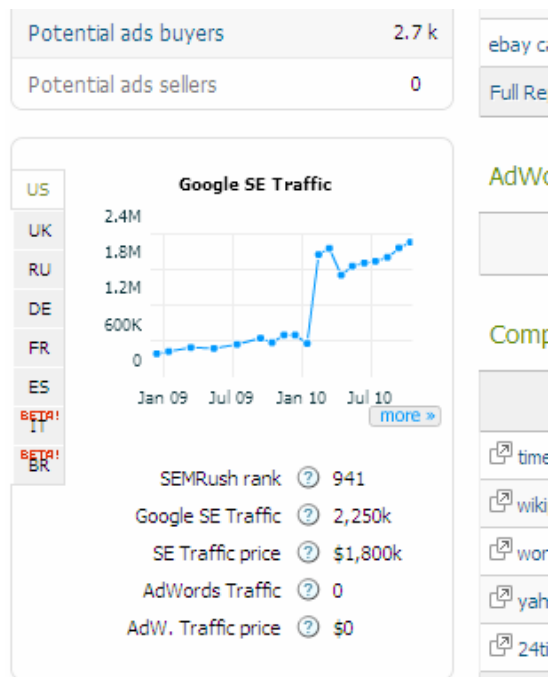 Potential ads buyers 2.7 k
Potential ads sellers 0
US
UK
RU
DE
FR
ES
BETA!
IT
BETA!
BR
Google SE Traffic
2.4M
1.8M
1.2M
600K
0
Jan 09 Jul 09 Jan 10 Jul 10
more »
SEMRush rank ? 941
Google SE Traffic ? 2,250k
SE Traffic price ? $1,800k
AdWords Traffic ? 0
AdW. Traffic price ? $0
ebay ca
Full Re
AdWo
Comp
time
wiki
wor
yah
24ti